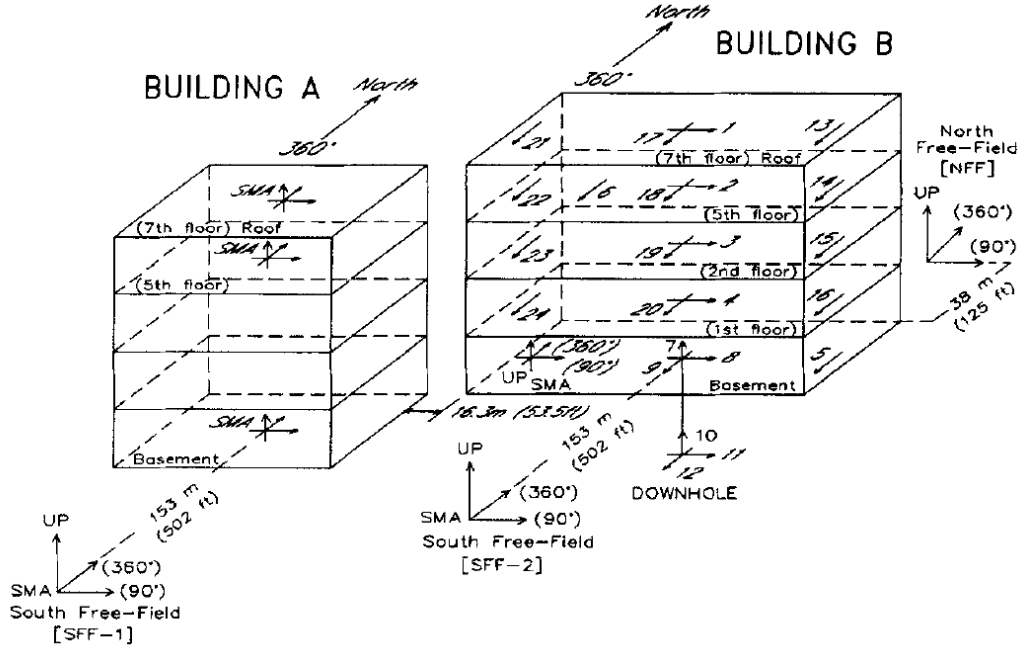 North
BUILDING B
360°
BUILDING A
North
360°
21
17
1
13
(7th floor) Roof
North
Free-Field
[NFF]
UP
(360°)
(90°)
38 m
(125 ft)
SMA
(7th floor) Roof
SMA
(5th floor)
22
6
18
2
14
(5th floor)
23
19
3
15
(2nd floor)
24
20
4
16
(1st floor)
UP
SMA
(360°)
(90°)
7
9
8
5
Basement
SMA
Basement
16.3m (53.5ft)
153 m
(502 ft)
10
11
12
DOWNHOLE
UP
(360°)
SMA
(90°)
South Free-Field
[SFF-2]
153 m
(502 ft)
UP
(360°)
SMA
(90°)
South Free-Field
[SFF-1]